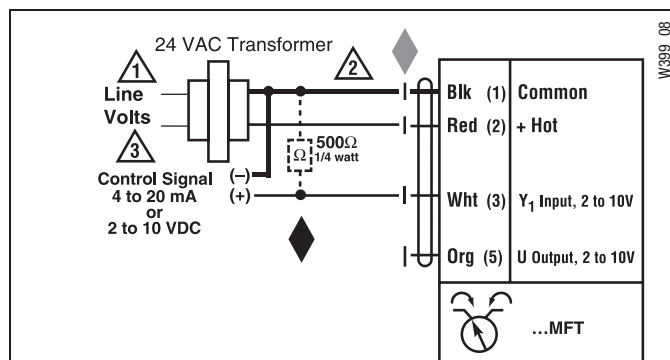 W399_08
24 VAC Transformer
1
2
Line
Volts
3
Blk (1) Common
Red (2) + Hot
Ω 500Ω
1/4 watt
Control Signal (–)
4 to 20 mA (+)
or
2 to 10 VDC
Wht (3) Y1 Input, 2 to 10V
Org (5) U Output, 2 to 10V
...MFT